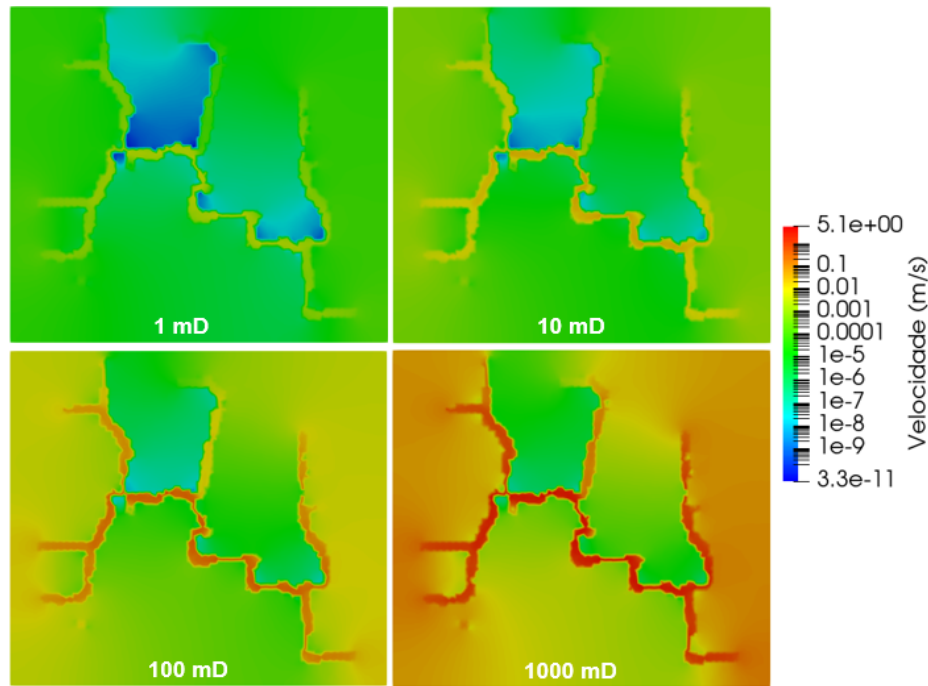 1 mD
10 mD
100 mD
1000 mD
5.1e+00
0.1
0.01
0.001
0.0001
1e-5
1e-6
1e-7
1e-8
1e-9
3.3e-11
Velocidade (m/s)